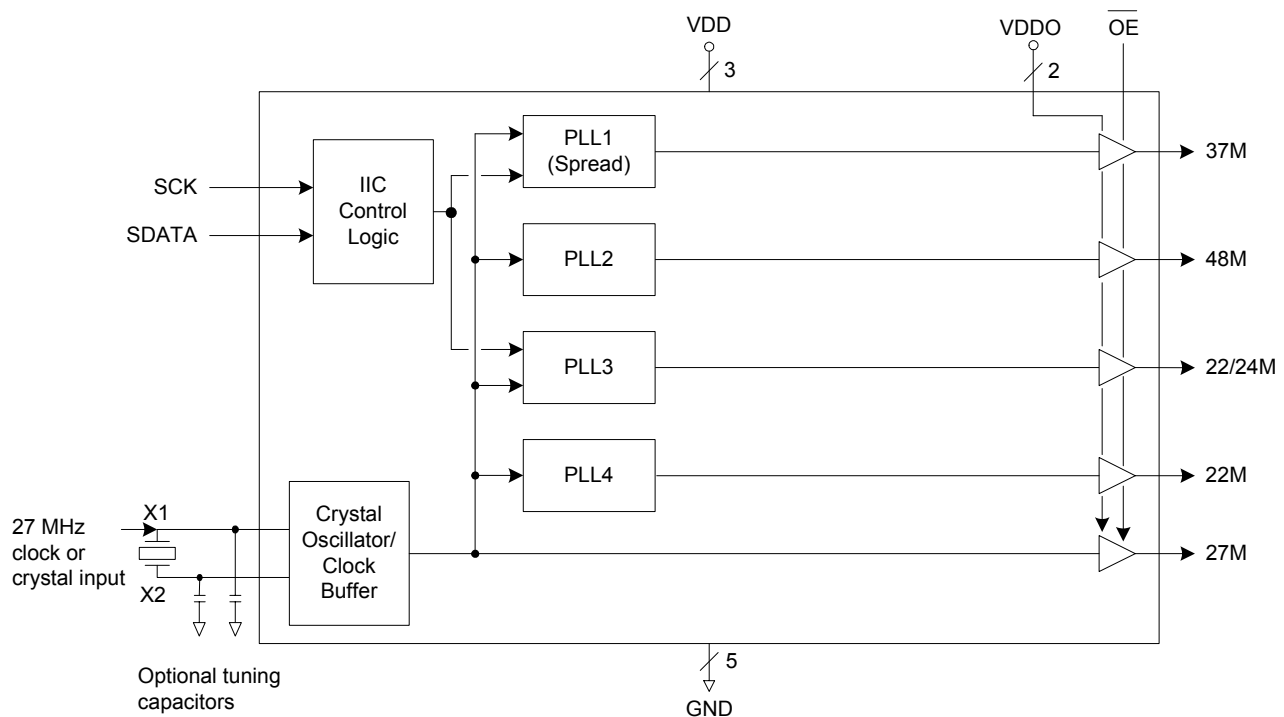 VDD
VDDO
OE
3
2
PLL1
(Spread)
37M
SCK
SDATA
IIC
Control
Logic
PLL2
48M
PLL3
22/24M
PLL4
22M
27 MHz
clock or
crystal input
X1
X2
Crystal
Oscillator/
Clock
Buffer
27M
Optional tuning
capacitors
5
GND